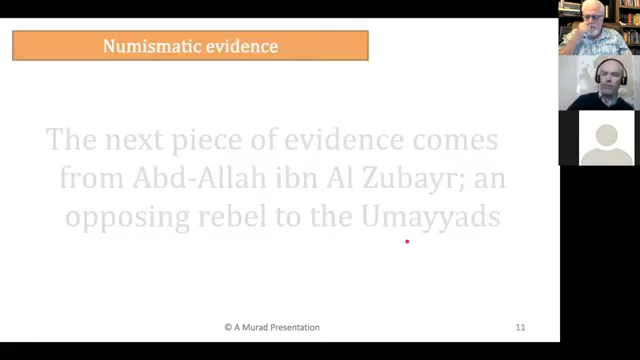 Numismatic evidence
The next piece of evidence comes
from Abd-Allah ibn Al Zubayr; an
opposing rebel to the Umayyads
© A Murad Presentation
11